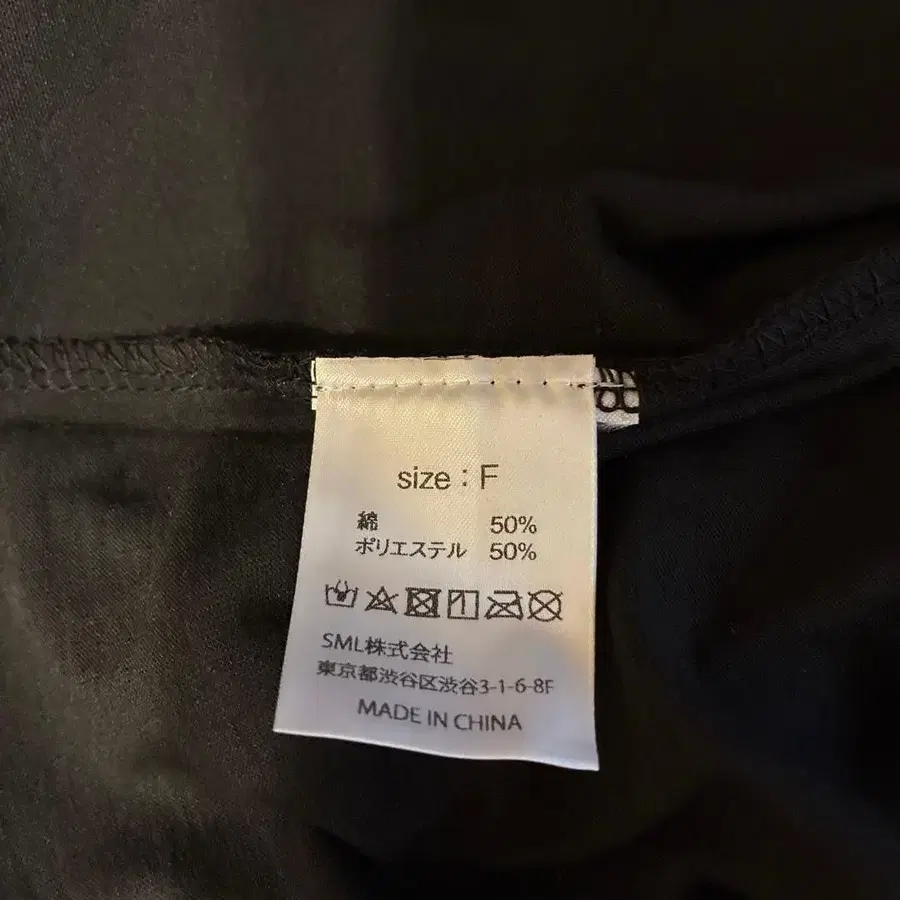 size : F
綿 50%
ポリエステル 50%
SML株式会社
東京都渋谷区渋谷3-1-6-8F
MADE IN CHINA